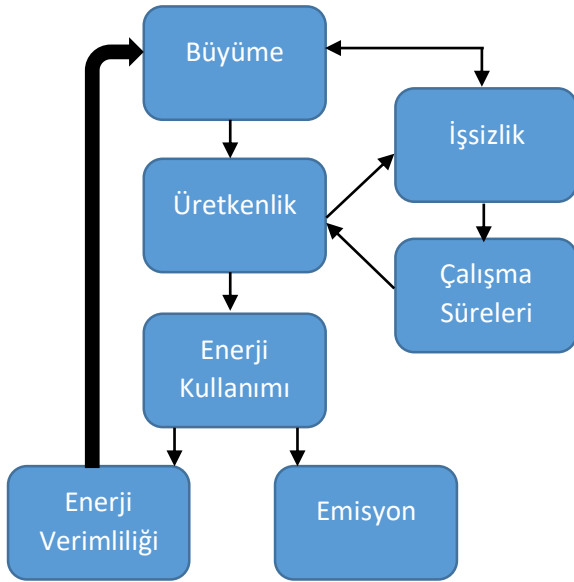 Büyüme
İşsizlik
Üretkenlik
Çalışma
Süreleri
Enerji
Kullanımı
Enerji
Verimliliği
Emisyon